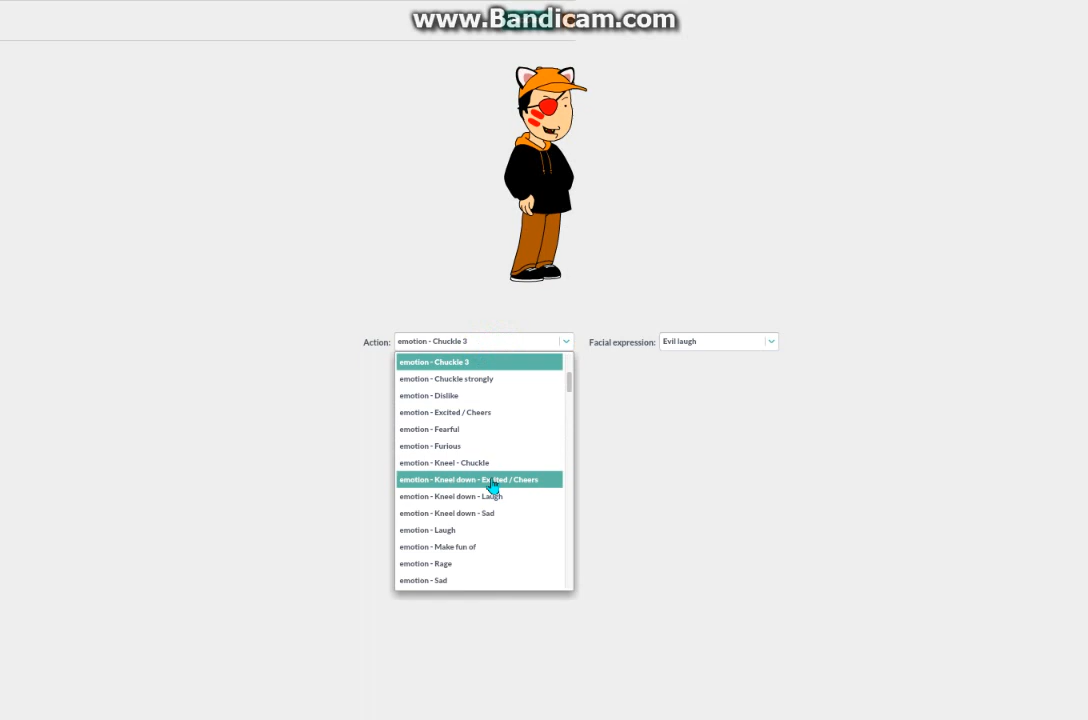 www.Bandicam.com
Action: emotion - Chuckle 3 Facial expression: Evil laugh
emotion - Chuckle 3
emotion - Chuckle strongly
emotion - Dislike
emotion - Excited / Cheers
emotion - Fearful
emotion - Furious
emotion - Kneel - Chuckle
emotion - Kneel down - Excited / Cheers
emotion - Kneel down - Laugh
emotion - Kneel down - Sad
emotion - Laugh
emotion - Make fun of
emotion - Rage
emotion - Sad